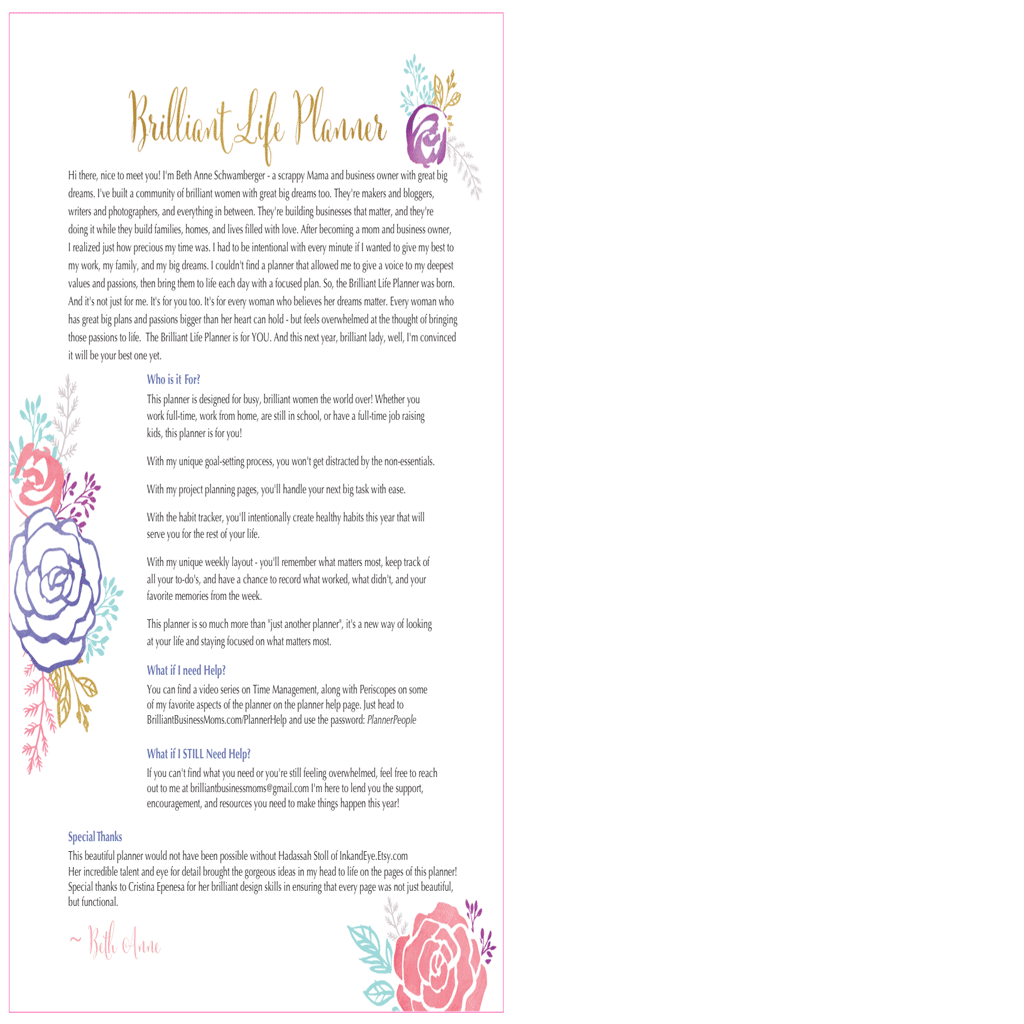 Brilliant Life Planner
Hi there, nice to meet you! I'm Beth Anne Schwamberger - a scrappy Mama and business owner with great big
dreams. I've built a community of brilliant women with great big dreams too. They're makers and bloggers,
writers and photographers, and everything in between. They're building businesses that matter, and they're
doing it while they build families, homes, and lives filled with love. After becoming a mom and business owner,
I realized just how precious my time was. I had to be intentional with every minute if I wanted to give my best to
my work, my family, and my big dreams. I couldn't find a planner that allowed me to give a voice to my deepest
values and passions, then bring them to life each day with a focused plan. So, the Brilliant Life Planner was born.
And it's not just for me. It's for you too. It's for every woman who believes her dreams matter. Every woman who
has great big plans and passions bigger than her heart can hold - but feels overwhelmed at the thought of bringing
those passions to life. The Brilliant Life Planner is for YOU. And this next year, brilliant lady, well, I'm convinced
it will be your best one yet.
Who is it For?
This planner is designed for busy, brilliant women the world over! Whether you
work full-time, work from home, are still in school, or have a full-time job raising
kids, this planner is for you!
With my unique goal-setting process, you won't get distracted by the non-essentials.
With my project planning pages, you'll handle your next big task with ease.
With the habit tracker, you'll intentionally create healthy habits this year that will
serve you for the rest of your life.
With my unique weekly layout - you'll remember what matters most, keep track of
all your to-do's, and have a chance to record what worked, what didn't, and your
favorite memories from the week.
This planner is so much more than "just another planner", it's a new way of looking
at your life and staying focused on what matters most.
What if I need Help?
You can find a video series on Time Management, along with Periscopes on some
of my favorite aspects of the planner on the planner help page. Just head to
BrilliantBusinessMoms.com/PlannerHelp and use the password: PlannerPeople
What if I STILL Need Help?
If you can't find what you need or you're still feeling overwhelmed, feel free to reach
out to me at brilliantbusinessmoms@gmail.com I'm here to lend you the support,
encouragement, and resources you need to make things happen this year!
Special Thanks
This beautiful planner would not have been possible without Hadassah Stoll of InkandEye.Etsy.com
Her incredible talent and eye for detail brought the gorgeous ideas in my head to life on the pages of this planner!
Special thanks to Cristina Epenesa for her brilliant design skills in ensuring that every page was not just beautiful,
but functional.
~ Beth Anne